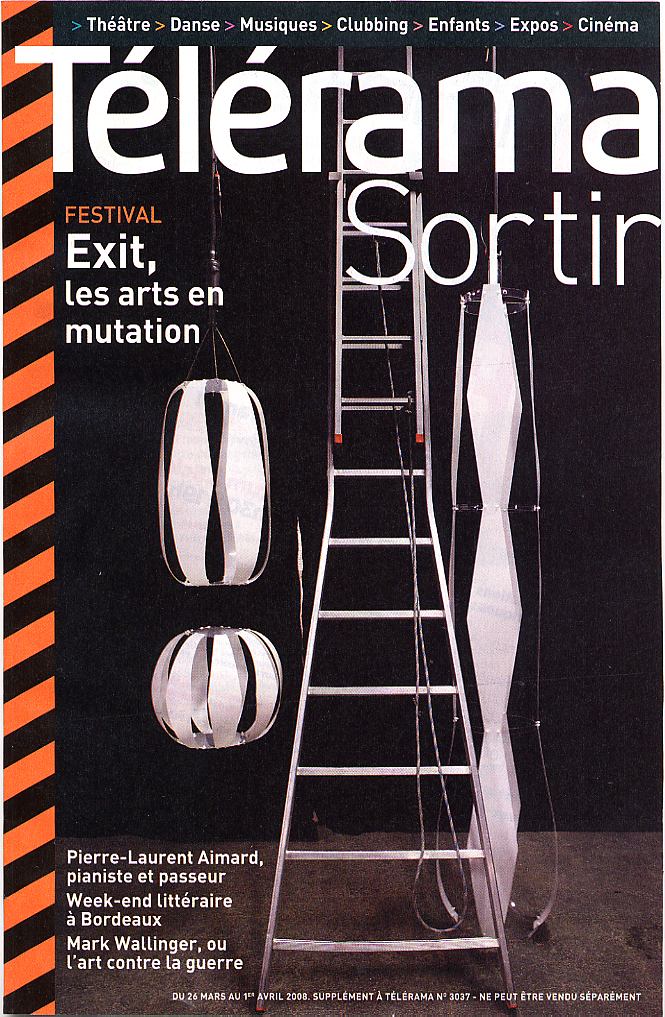 > Théâtre > Danse > Musiques > Clubbing > Enfants > Expos > Cinéma
Télérama
Sortir
FESTIVAL
Exit,
les arts en
mutation
Pierre-Laurent Aimard,
pianiste et passeur
Week-end littéraire
à Bordeaux
Mark Wallinger, ou
l'art contre la guerre
DU 26 MARS AU 1ER AVRIL 2008. SUPPLÉMENT À TÉLÉRAMA N° 3037 - NE PEUT ÊTRE VENDU SÉPARÉMENT